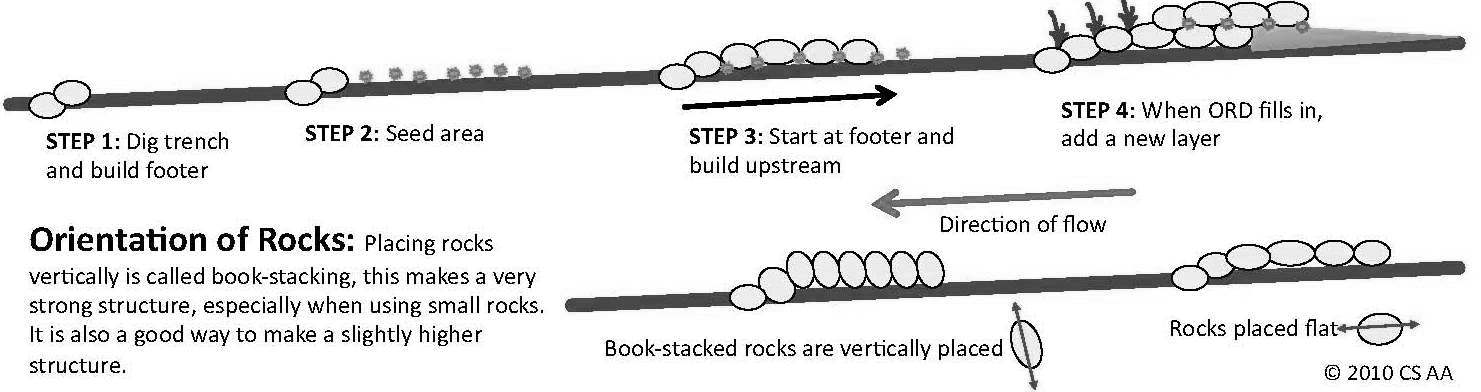 STEP 1: Dig trench
and build footer
STEP 2: Seed area
STEP 3: Start at footer and
build upstream
STEP 4: When ORD fills in,
add a new layer
Direction of flow
Orientation of Rocks: Placing rocks
vertically is called book-stacking, this makes a very
strong structure, especially when using small rocks.
It is also a good way to make a slightly higher
structure.
Book-stacked rocks are vertically placed
Rocks placed flat
© 2010 CS AA